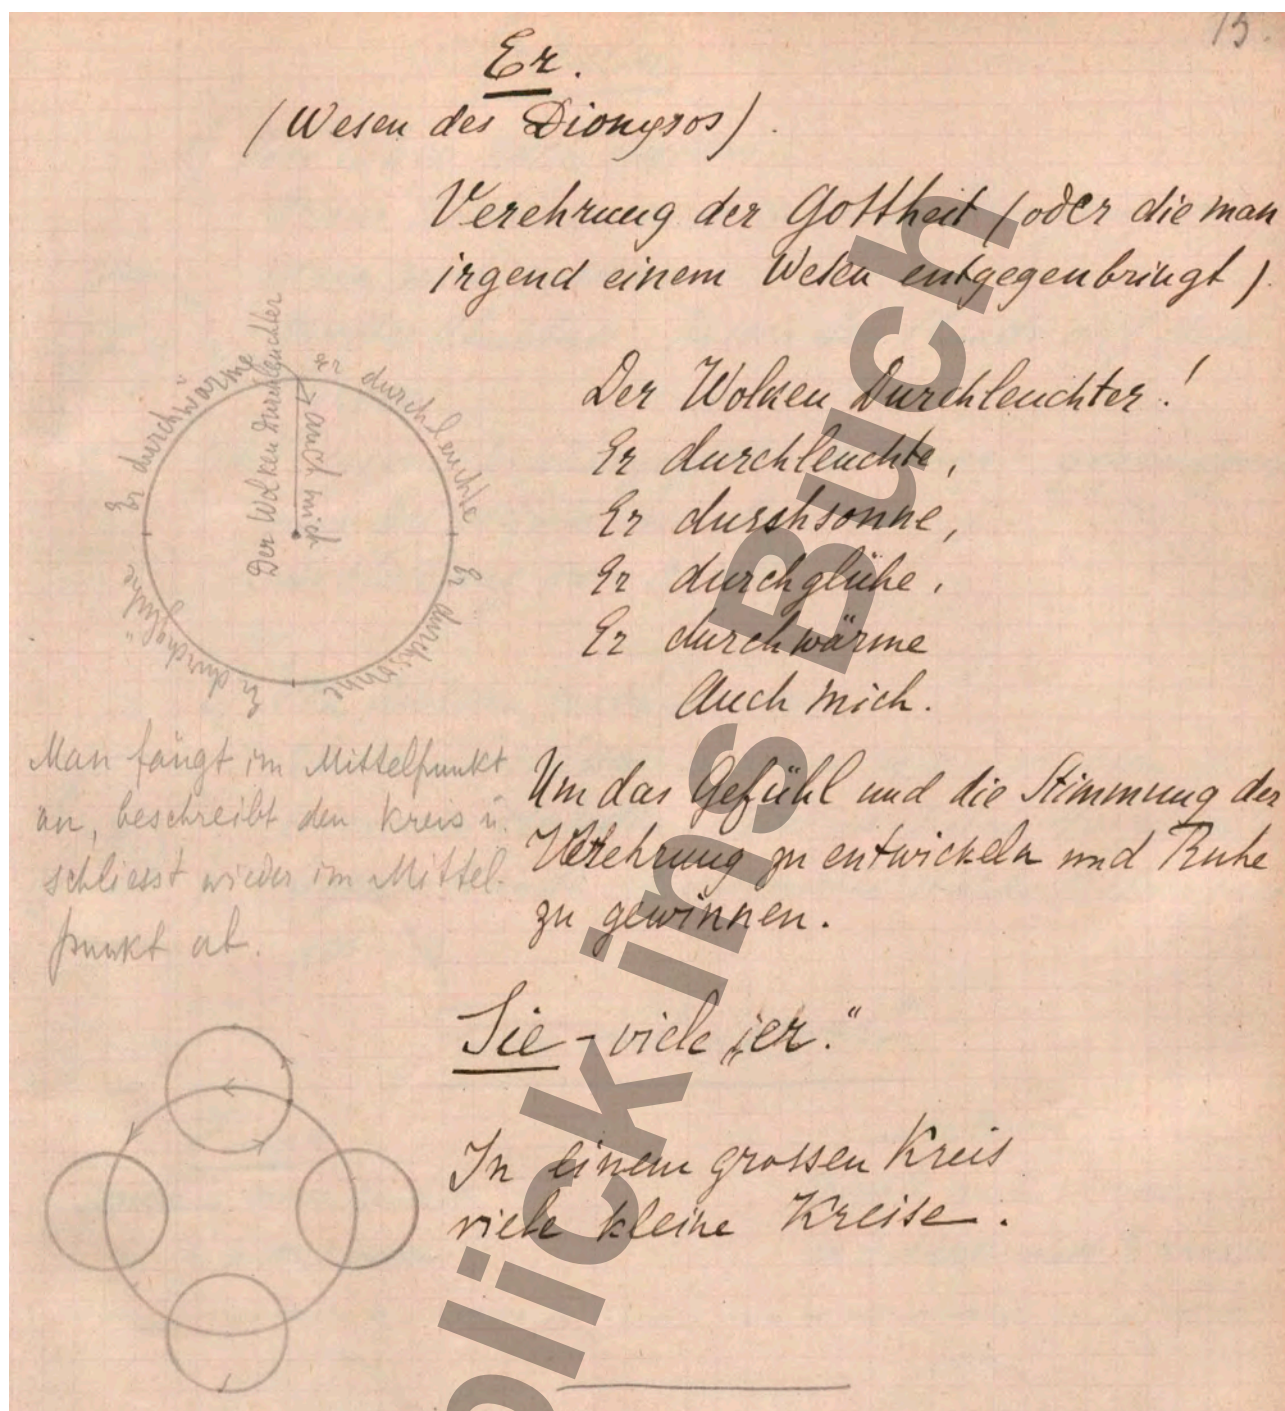 15.
Er.
(Wesen des Dionysos).
Verehrung der Gottheit (oder die man
irgend einem Wesen entgegenbringt).
Der Wolken Durchleuchter!
Er durchleuchte,
Er durchsonne,
Er durchglühe,
Er durchwärme
Auch mich.
Der Wolken Durchleuchter
er durchleuchte
Er durchsonne
Er durchglühe
Er durchwärme
auch mich
Man fängt im Mittelpunkt
an, beschreibt den Kreis u.
schliesst wieder im Mittel-
punkt ab.
Um das Gefühl und die Stimmung der
Verehrung zu entwickeln und Ruhe
zu gewinnen.
Sie - viele „er."
In einem grossen Kreis
viele kleine Kreise.
blick ins Buch